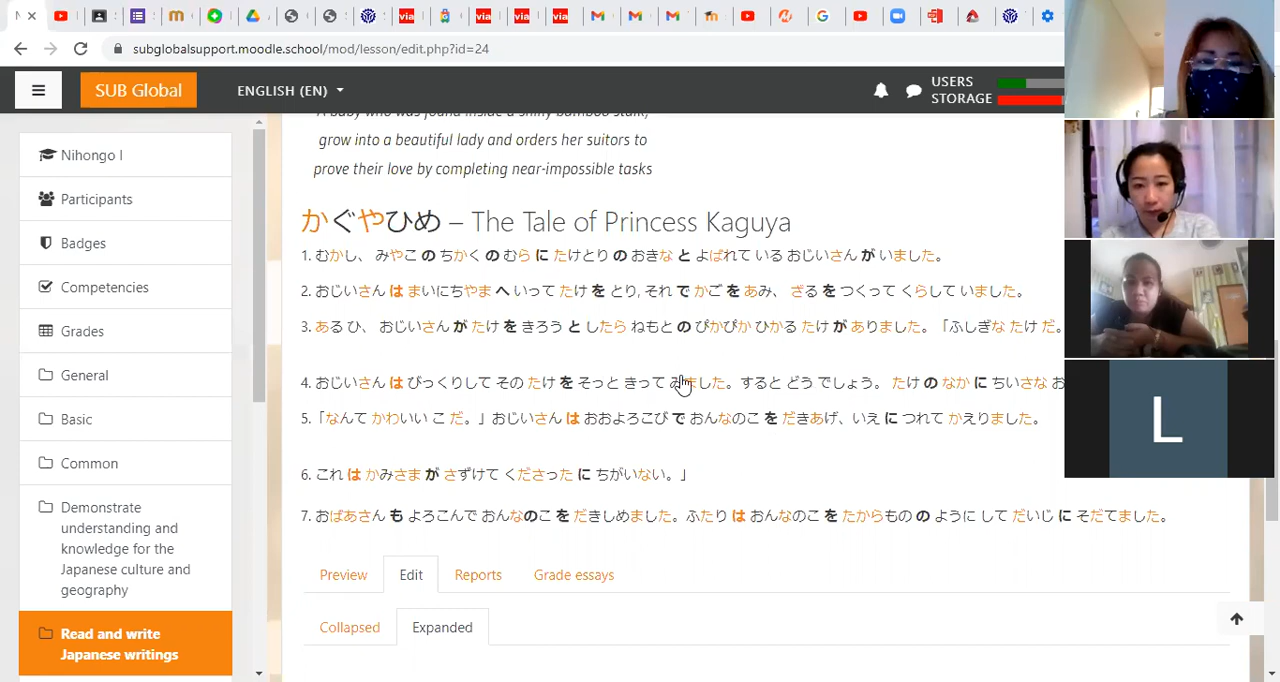 subglobalsupport.moodle.school/mod/lesson/edit.php?id=24
SUB Global
ENGLISH (EN)
USERS
STORAGE
Nihongo I
Participants
Badges
Competencies
Grades
General
Basic
Common
Demonstrate
understanding and
knowledge for the
Japanese culture and
geography
Read and write
Japanese writings
A baby who was found inside a shiny bamboo stalk,
grow into a beautiful lady and orders her suitors to
prove their love by completing near-impossible tasks
かぐやひめ – The Tale of Princess Kaguya
1. むかし、 みやこ の ちかく の むら に たけとり の おきな と よばれて いる おじいさん が いました。
2. おじいさん は まいにちやま へ いって たけ を とり, それ で かご を あみ、 ざる を つくって くらして いました。
3. ある ひ、 おじいさん が たけ を きろう と したら ねもと の ぴかぴか ひかる たけ が ありました。「ふしぎな たけ だ。
4. おじいさん は びっくりして その たけ を そっと きって みました。 すると どう でしょう。 たけ の なか に ちいさな お
5.「なんて かわいい こ だ。」 おじいさん は おおよろこび で おんなのこ を だきあげ、いえ に つれて かえりました。
6. これ は かみさま が さずけて くださった に ちがいない。」
7. おばあさん も よろこんで おんなのこ を だきしめました。ふたり は おんなのこ を たからもの の ように して だいじ に そだてました。
Preview
Edit
Reports
Grade essays
Collapsed
Expanded
L
via
via
via
via